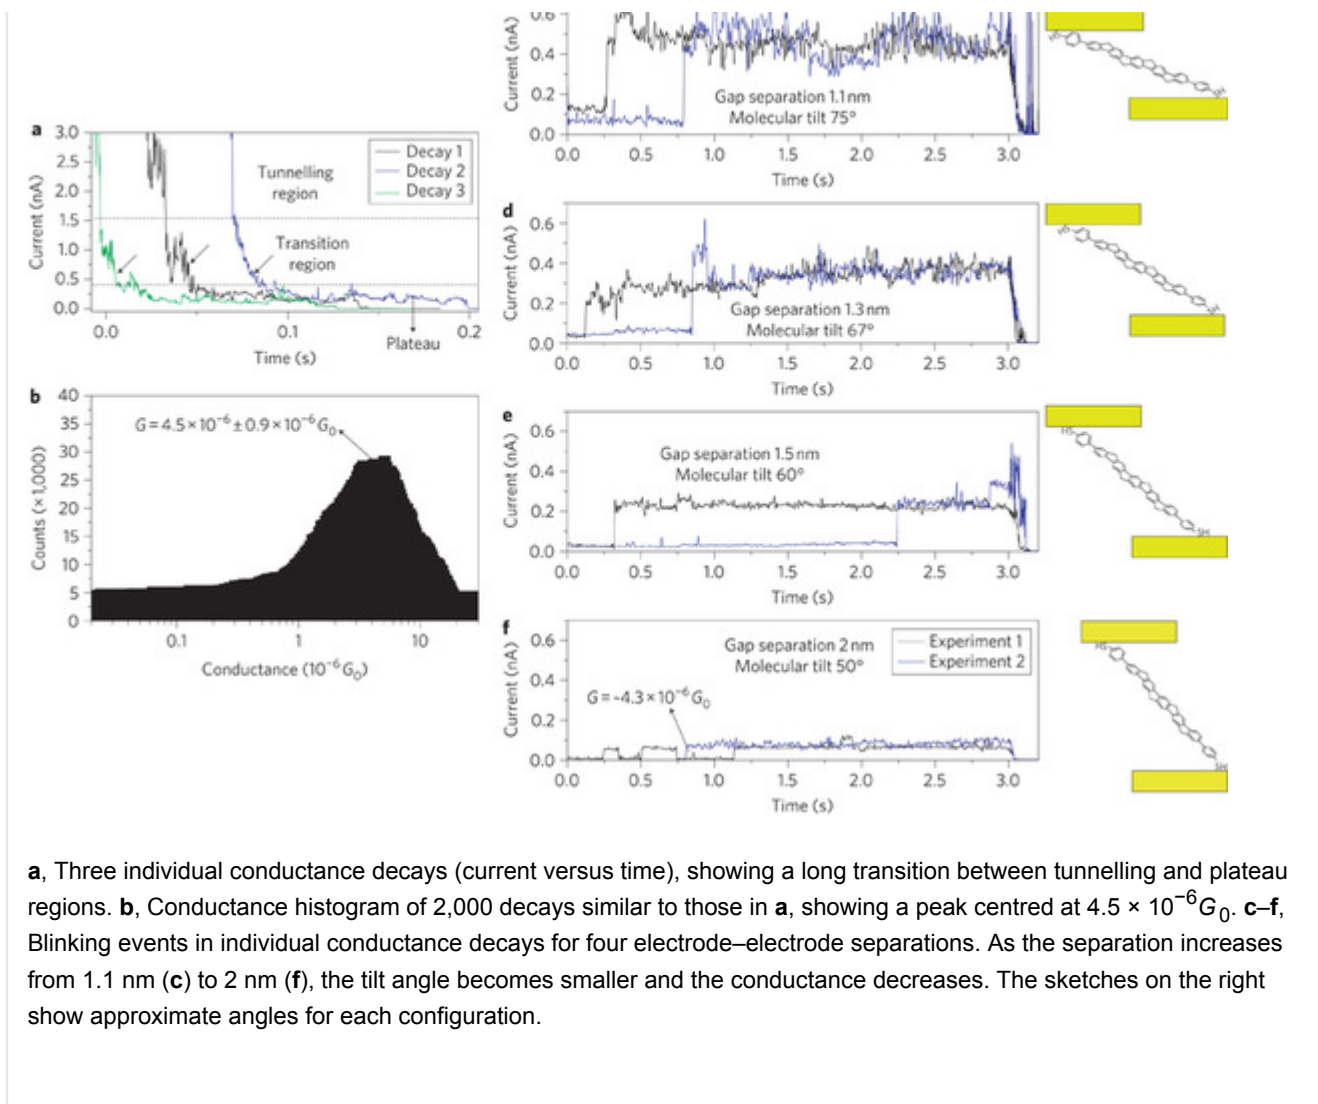 0.6
0.4
0.2
0.0
Current (nA)
Gap separation 1.1 nm
Molecular tilt 75°
0.0 0.5 1.0 1.5 2.0 2.5 3.0
Time (s)
a
3.0
2.5
2.0
1.5
1.0
0.5
0.0
Current (nA)
Decay 1
Decay 2
Decay 3
Tunnelling
region
Transition
region
Plateau
0.0 0.1 0.2
Time (s)
b
40
35
30
25
20
15
10
5
0
Counts (×1,000)
G = 4.5 × 10⁻⁶ ± 0.9 × 10⁻⁶ G₀
0.1 1 10
Conductance (10⁻⁶ G₀)
d
0.6
0.4
0.2
0.0
Current (nA)
Gap separation 1.3 nm
Molecular tilt 67°
0.0 0.5 1.0 1.5 2.0 2.5 3.0
Time (s)
e
0.6
0.4
0.2
0.0
Current (nA)
Gap separation 1.5 nm
Molecular tilt 60°
HS
SH
0.0 0.5 1.0 1.5 2.0 2.5 3.0
Time (s)
f
0.6
0.4
0.2
0.0
Current (nA)
Gap separation 2 nm
Molecular tilt 50°
Experiment 1
Experiment 2
G = ~4.3 × 10⁻⁶ G₀
HS
SH
0.0 0.5 1.0 1.5 2.0 2.5 3.0
Time (s)
a, Three individual conductance decays (current versus time), showing a long transition between tunnelling and plateau
regions. b, Conductance histogram of 2,000 decays similar to those in a, showing a peak centred at 4.5 × 10⁻⁶G₀. c–f,
Blinking events in individual conductance decays for four electrode–electrode separations. As the separation increases
from 1.1 nm (c) to 2 nm (f), the tilt angle becomes smaller and the conductance decreases. The sketches on the right
show approximate angles for each configuration.